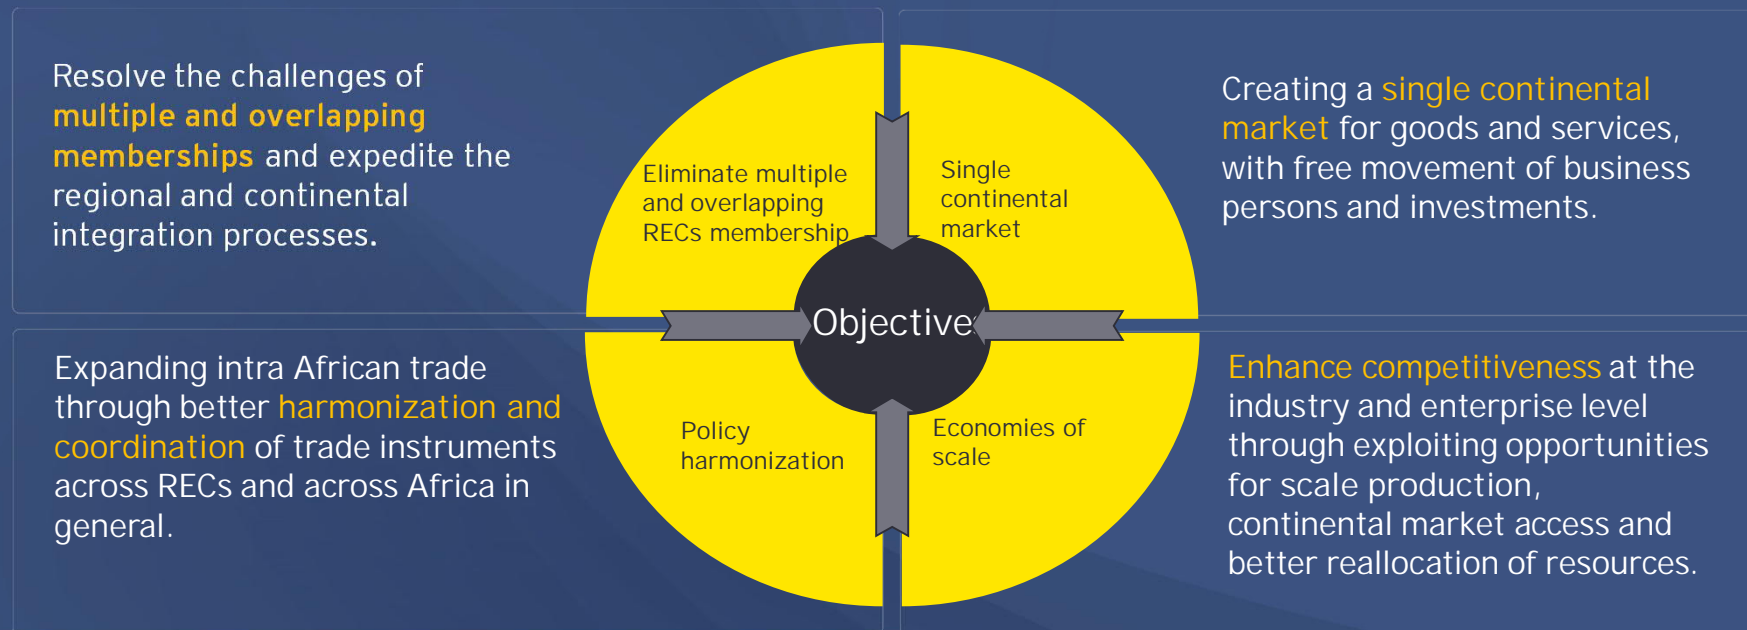 Resolve the challenges of
multiple and overlapping
memberships and expedite the
regional and continental
integration processes.
Eliminate multiple
and overlapping
RECs membership
Single
continental
market
Creating a single continental
market for goods and services,
with free movement of business
persons and investments.
Objectives
Expanding intra African trade
through better harmonization and
coordination of trade instruments
across RECs and across Africa in
general.
Policy
harmonization
Economies of
scale
Enhance competitiveness at the
industry and enterprise level
through exploiting opportunities
for scale production,
continental market access and
better reallocation of resources.